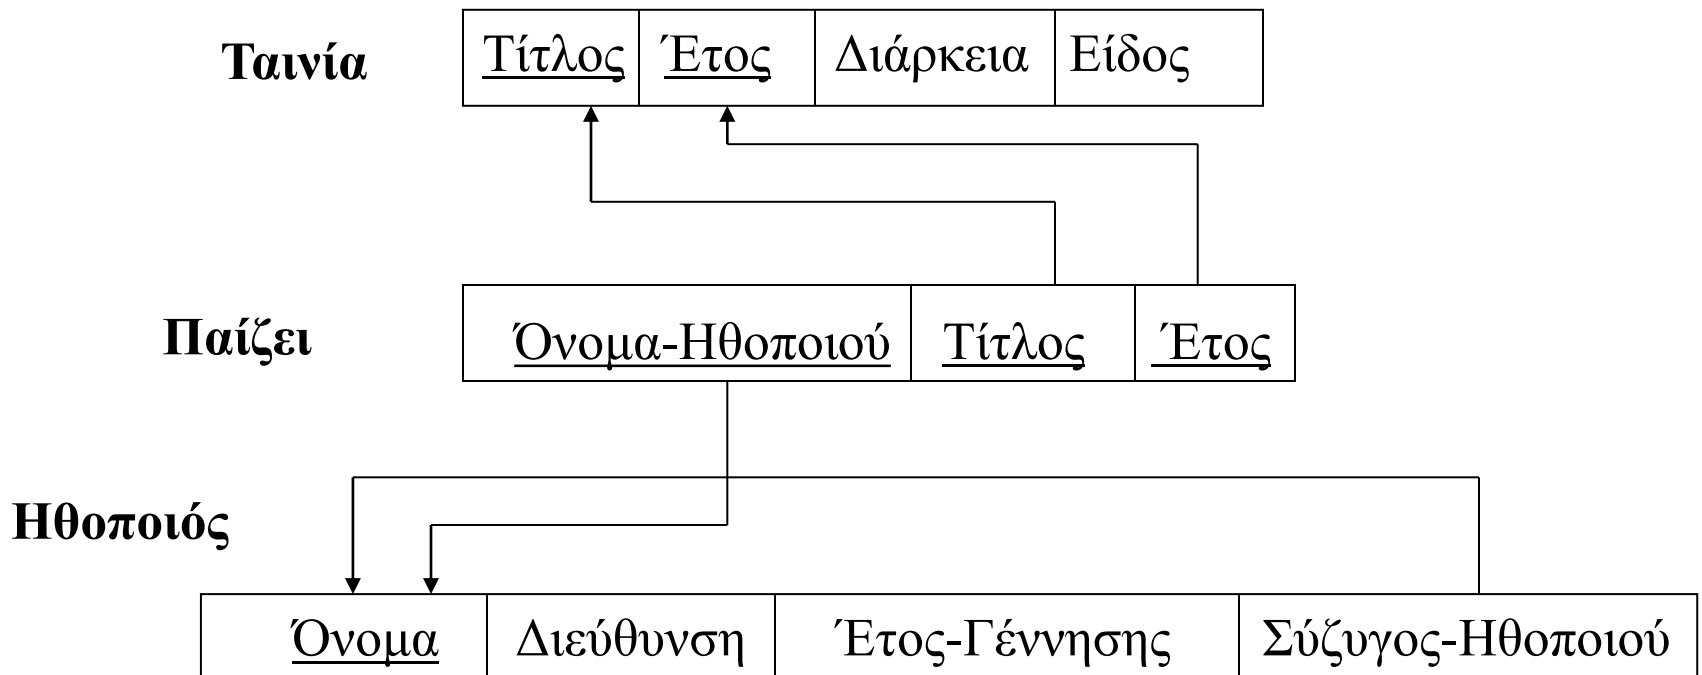 Ταινία Τίτλος Έτος Διάρκεια Είδος
Παίζει Όνομα-Ηθοποιού Τίτλος Έτος
Ηθοποιός
Όνομα Διεύθυνση Έτος-Γέννησης Σύζυγος-Ηθοποιού